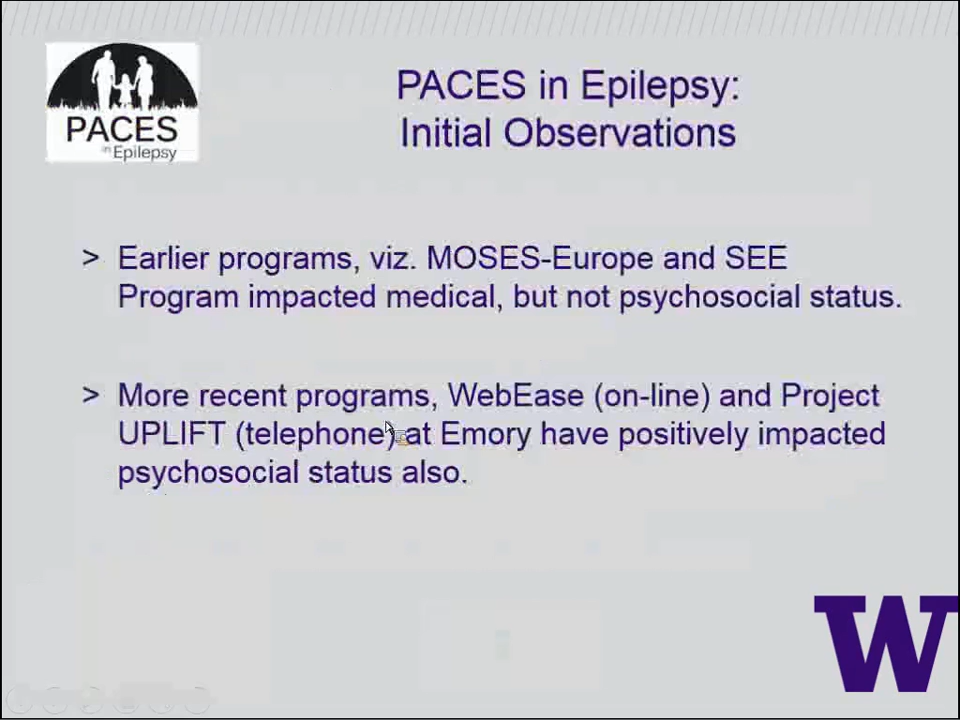 PACES
in Epilepsy
PACES in Epilepsy:
Initial Observations
> Earlier programs, viz. MOSES-Europe and SEE
Program impacted medical, but not psychosocial status.
> More recent programs, WebEase (on-line) and Project
UPLIFT (telephone) at Emory have positively impacted
psychosocial status also.
W